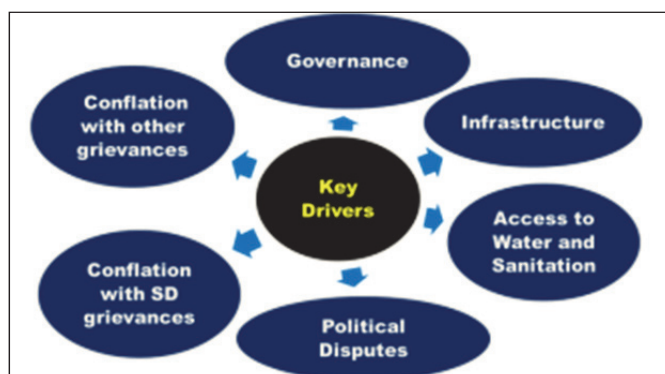 Governance
Conflation
with other
grievances
Infrastructure
Key
Drivers
Access to
Water and
Sanitation
Conflation
with SD
grievances
Political
Disputes